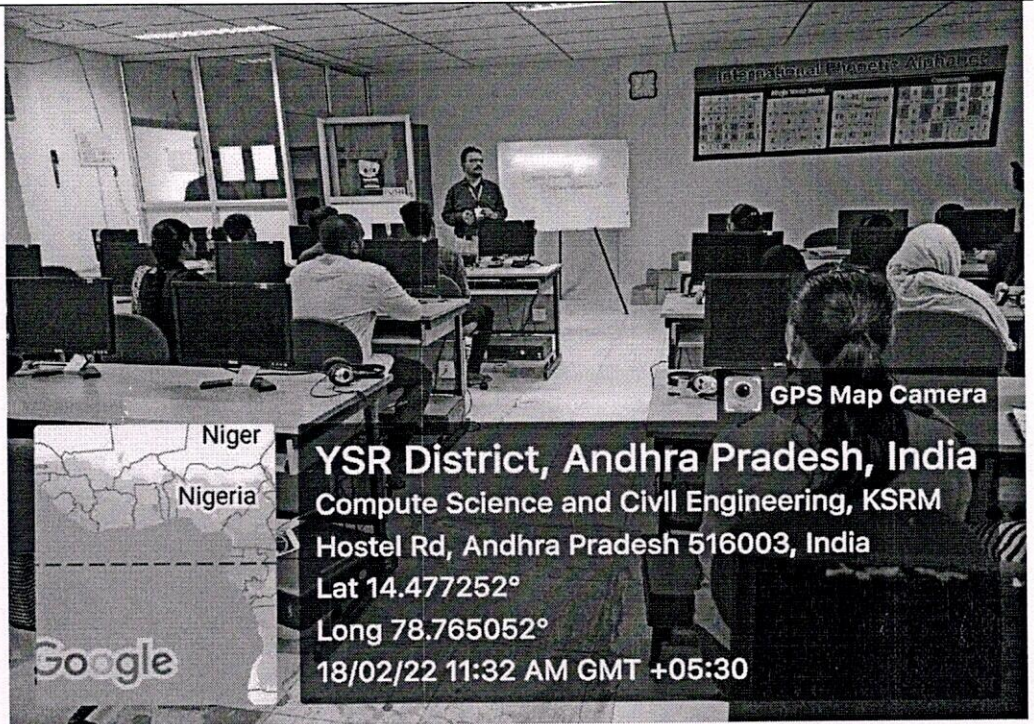 International Phonetic Alphabet
GPS Map Camera
Niger
Nigeria
Google
YSR District, Andhra Pradesh, India
Compute Science and Civll Engineering, KSRM
Hostel Rd, Andhra Pradesh 516003, India
Lat 14.477252°
Long 78.765052°
18/02/22 11:32 AM GMT +05:30